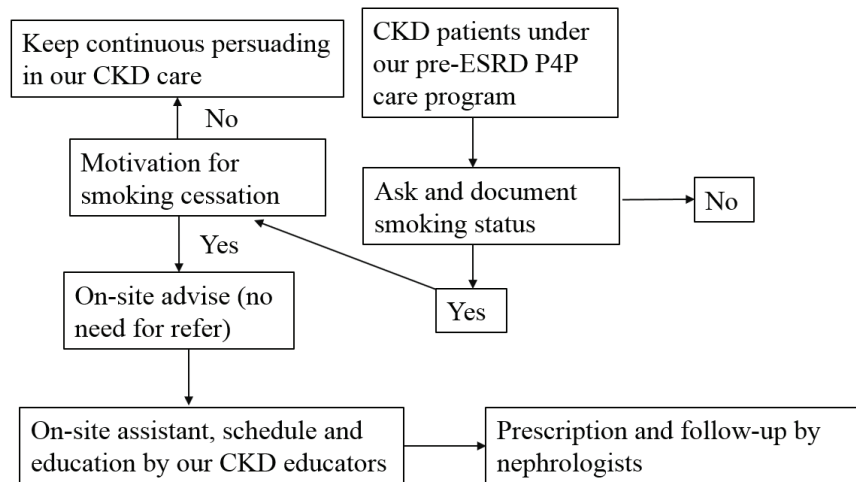 Keep continuous persuading
in our CKD care
CKD patients under
our pre-ESRD P4P
care program
No
Motivation for
smoking cessation
Ask and document
smoking status
No
Yes
On-site advise (no
need for refer)
Yes
On-site assistant, schedule and
education by our CKD educators
Prescription and follow-up by
nephrologists